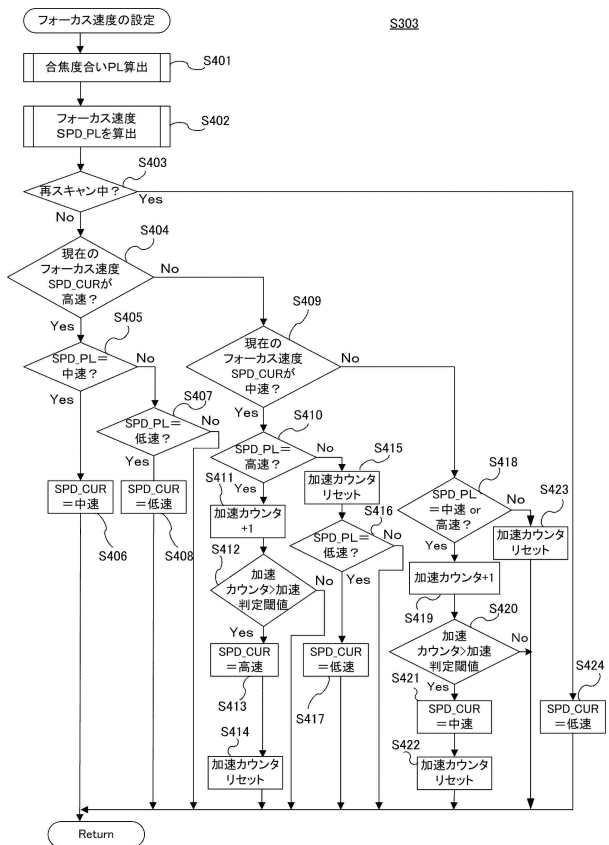 フォーカス速度の設定
S303
合焦度合いPL算出
S401
フォーカス速度
SPD_PLを算出
S402
S403
再スキャン中？
Yes
No
S404
現在の
フォーカス速度
SPD_CURが
高速？
No
Yes
S405
SPD_PL＝
中速？
No
Yes
S407
SPD_PL＝
低速？
No
Yes
SPD_CUR
＝中速
S406
SPD_CUR
＝低速
S408
S409
現在の
フォーカス速度
SPD_CURが
中速？
No
Yes
S410
SPD_PL＝
高速？
No
Yes
S411
加速カウンタ
+1
S412
加速
カウンタ>加速
判定閾値
No
Yes
SPD_CUR
＝高速
S413
S414
加速カウンタ
リセット
S415
加速カウンタ
リセット
S416
SPD_PL＝
低速？
No
Yes
SPD_CUR
＝低速
S417
S418
SPD_PL
＝中速 or
高速？
No
Yes
S423
加速カウンタ
リセット
加速カウンタ+1
S419
S420
加速
カウンタ>加速
判定閾値
No
Yes
S421
SPD_CUR
＝中速
S422
加速カウンタ
リセット
S424
SPD_CUR
＝低速
Return